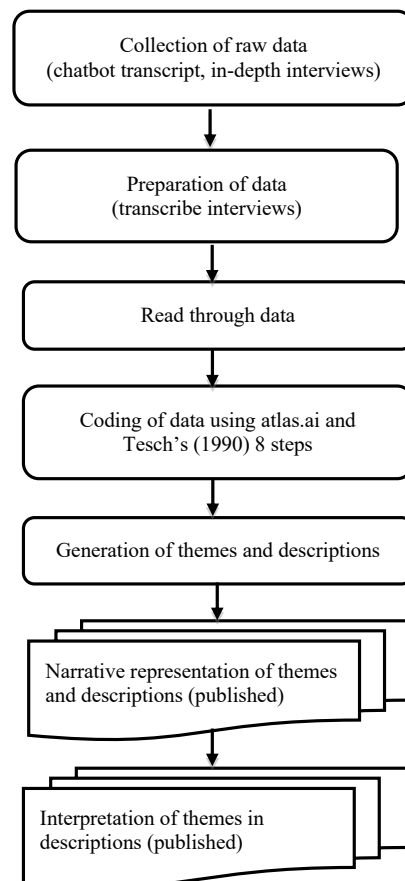 Collection of raw data
(chatbot transcript, in-depth interviews)
Preparation of data
(transcribe interviews)
Read through data
Coding of data using atlas.ai and
Tesch’s (1990) 8 steps
Generation of themes and descriptions
Narrative representation of themes
and descriptions (published)
Interpretation of themes in
descriptions (published)